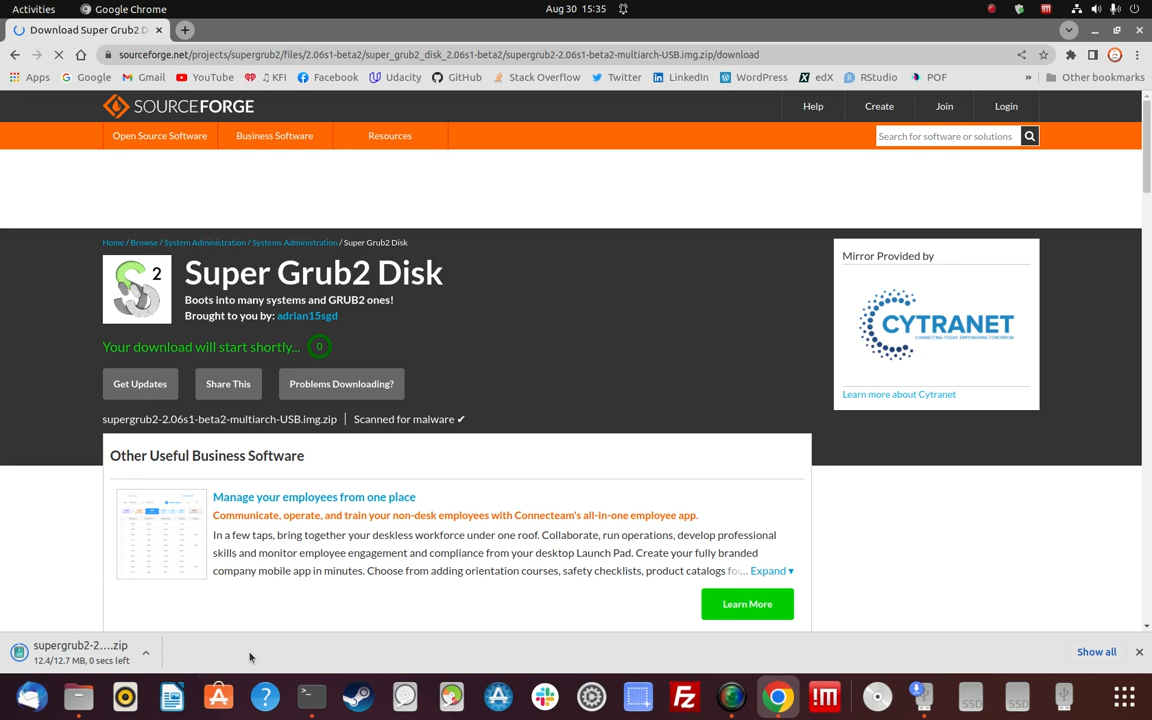 Activities
Google Chrome
Aug 30 15:35
Download Super Grub2 D
sourceforge.net/projects/supergrub2/files/2.06s1-beta2/super_grub2_disk_2.06s1-beta2/supergrub2-2.06s1-beta2-multiarch-USB.img.zip/download
Apps
Google
Gmail
YouTube
KFI
Facebook
Udacity
GitHub
Stack Overflow
Twitter
LinkedIn
WordPress
edX
RStudio
POF
»
Other bookmarks
SOURCEFORGE
Help
Create
Join
Login
Open Source Software
Business Software
Resources
Search for software or solutions
Home / Browse / System Administration / Systems Administration / Super Grub2 Disk
S 2
Super Grub2 Disk
Boots into many systems and GRUB2 ones!
Brought to you by: adrian15sgd
Your download will start shortly... 0
Get Updates
Share This
Problems Downloading?
supergrub2-2.06s1-beta2-multiarch-USB.img.zip | Scanned for malware ✔
Mirror Provided by
CYTRANET
CONNECTING TODAY, EMPOWERING TOMORROW
Learn more about Cytranet
Other Useful Business Software
Manage your employees from one place
Communicate, operate, and train your non-desk employees with Connecteam's all-in-one employee app.
In a few taps, bring together your deskless workforce under one roof. Collaborate, run operations, develop professional
skills and monitor employee engagement and compliance from your desktop Launch Pad. Create your fully branded
company mobile app in minutes. Choose from adding orientation courses, safety checklists, product catalogs fo... Expand ▾
Learn More
supergrub2-2....zip
12.4/12.7 MB, 0 secs left
Show all